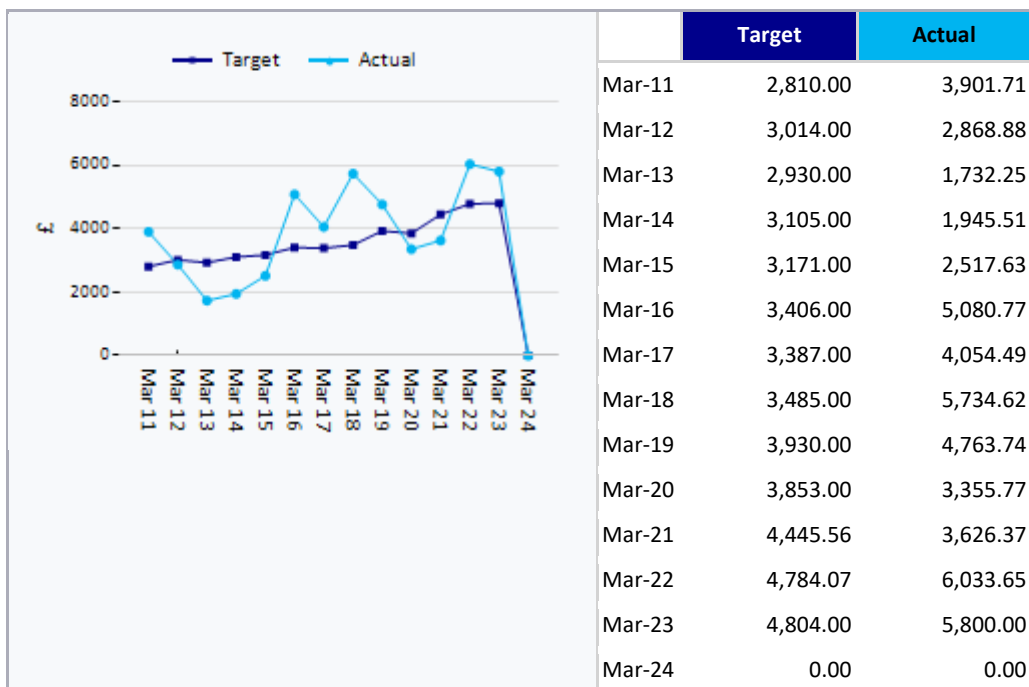 Target Actual
8000
6000
4000
2000
0
£
Mar 11
Mar 12
Mar 13
Mar 14
Mar 15
Mar 16
Mar 17
Mar 18
Mar 19
Mar 20
Mar 21
Mar 22
Mar 23
Mar 24
Target Actual
Mar-11 2,810.00 3,901.71
Mar-12 3,014.00 2,868.88
Mar-13 2,930.00 1,732.25
Mar-14 3,105.00 1,945.51
Mar-15 3,171.00 2,517.63
Mar-16 3,406.00 5,080.77
Mar-17 3,387.00 4,054.49
Mar-18 3,485.00 5,734.62
Mar-19 3,930.00 4,763.74
Mar-20 3,853.00 3,355.77
Mar-21 4,445.56 3,626.37
Mar-22 4,784.07 6,033.65
Mar-23 4,804.00 5,800.00
Mar-24 0.00 0.00